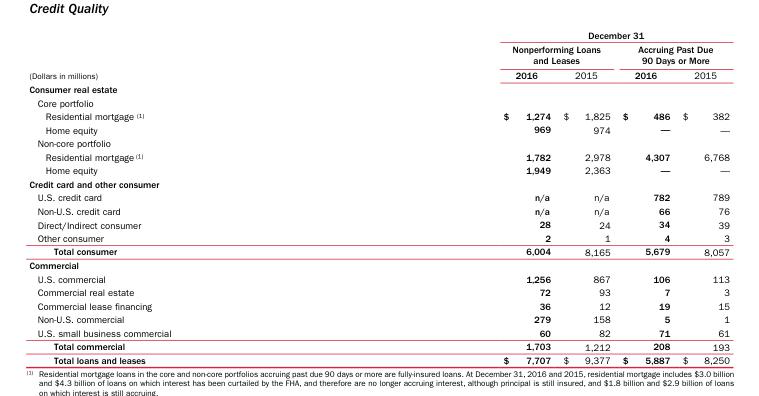 Credit Quality
December 31
Nonperforming Loans and Leases Accruing Past Due 90 Days or More
(Dollars in millions) 2016 2015 2016 2015
Consumer real estate
Core portfolio
Residential mortgage (1) $ 1,274 $ 1,825 $ 486 $ 382
Home equity 969 974 — —
Non-core portfolio
Residential mortgage (1) 1,782 2,978 4,307 6,768
Home equity 1,949 2,363 — —
Credit card and other consumer
U.S. credit card n/a n/a 782 789
Non-U.S. credit card n/a n/a 66 76
Direct/Indirect consumer 28 24 34 39
Other consumer 2 1 4 3
Total consumer 6,004 8,165 5,679 8,057
Commercial
U.S. commercial 1,256 867 106 113
Commercial real estate 72 93 7 3
Commercial lease financing 36 12 19 15
Non-U.S. commercial 279 158 5 1
U.S. small business commercial 60 82 71 61
Total commercial 1,703 1,212 208 193
Total loans and leases $ 7,707 $ 9,377 $ 5,887 $ 8,250
(1) Residential mortgage loans in the core and non-core portfolios accruing past due 90 days or more are fully-insured loans. At December 31, 2016 and 2015, residential mortgage includes $3.0 billion
and $4.3 billion of loans on which interest has been curtailed by the FHA, and therefore are no longer accruing interest, although principal is still insured, and $1.8 billion and $2.9 billion of loans
on which interest is still accruing.